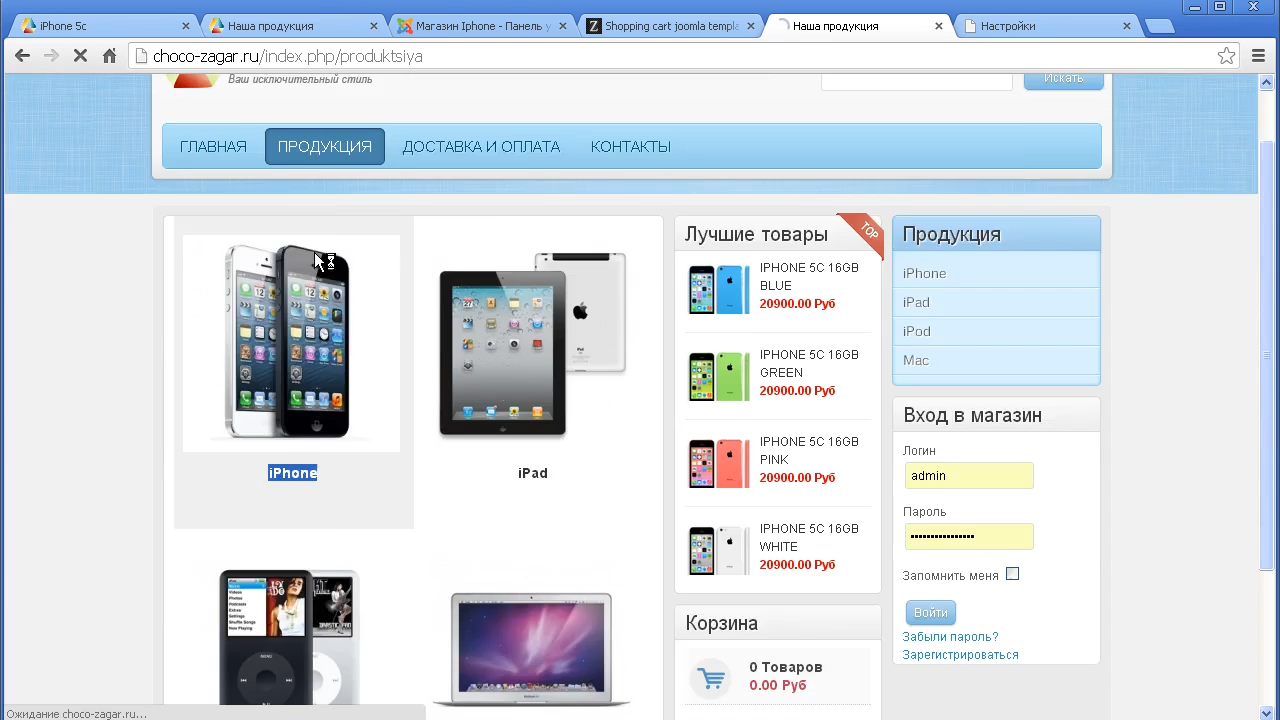 iPhone 5c
Наша продукция
Магазин Iphone - Панель у
Shopping cart joomla templa
Наша продукция
Настройки
choco-zagar.ru/index.php/produktsiya
Ваш исключительный стиль
Искать
ГЛАВНАЯ
ПРОДУКЦИЯ
ДОСТАВКА И ОПЛАТА
КОНТАКТЫ
iPhone
iPad
Лучшие товары
TOP
IPHONE 5C 16GB
BLUE
20900.00 Руб
IPHONE 5C 16GB
GREEN
20900.00 Руб
IPHONE 5C 16GB
PINK
20900.00 Руб
IPHONE 5C 16GB
WHITE
20900.00 Руб
Корзина
0 Товаров
0.00 Руб
Продукция
iPhone
iPad
iPod
Mac
Вход в магазин
Логин
admin
Пароль
•••••••••••••••
Запомнить меня
Войти
Забыли пароль?
Зарегистрироваться
Ожидание choco-zagar.ru...